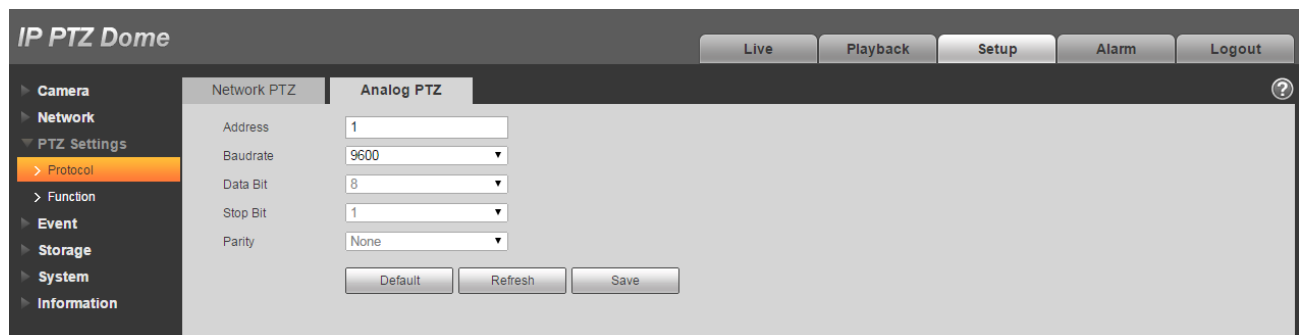 IP PTZ Dome
Live Playback Setup Alarm Logout
Camera
Network
PTZ Settings
Protocol
Function
Event
Storage
System
Information
Network PTZ Analog PTZ
?
Address 1
Baudrate 9600
Data Bit 8
Stop Bit 1
Parity None
Default Refresh Save